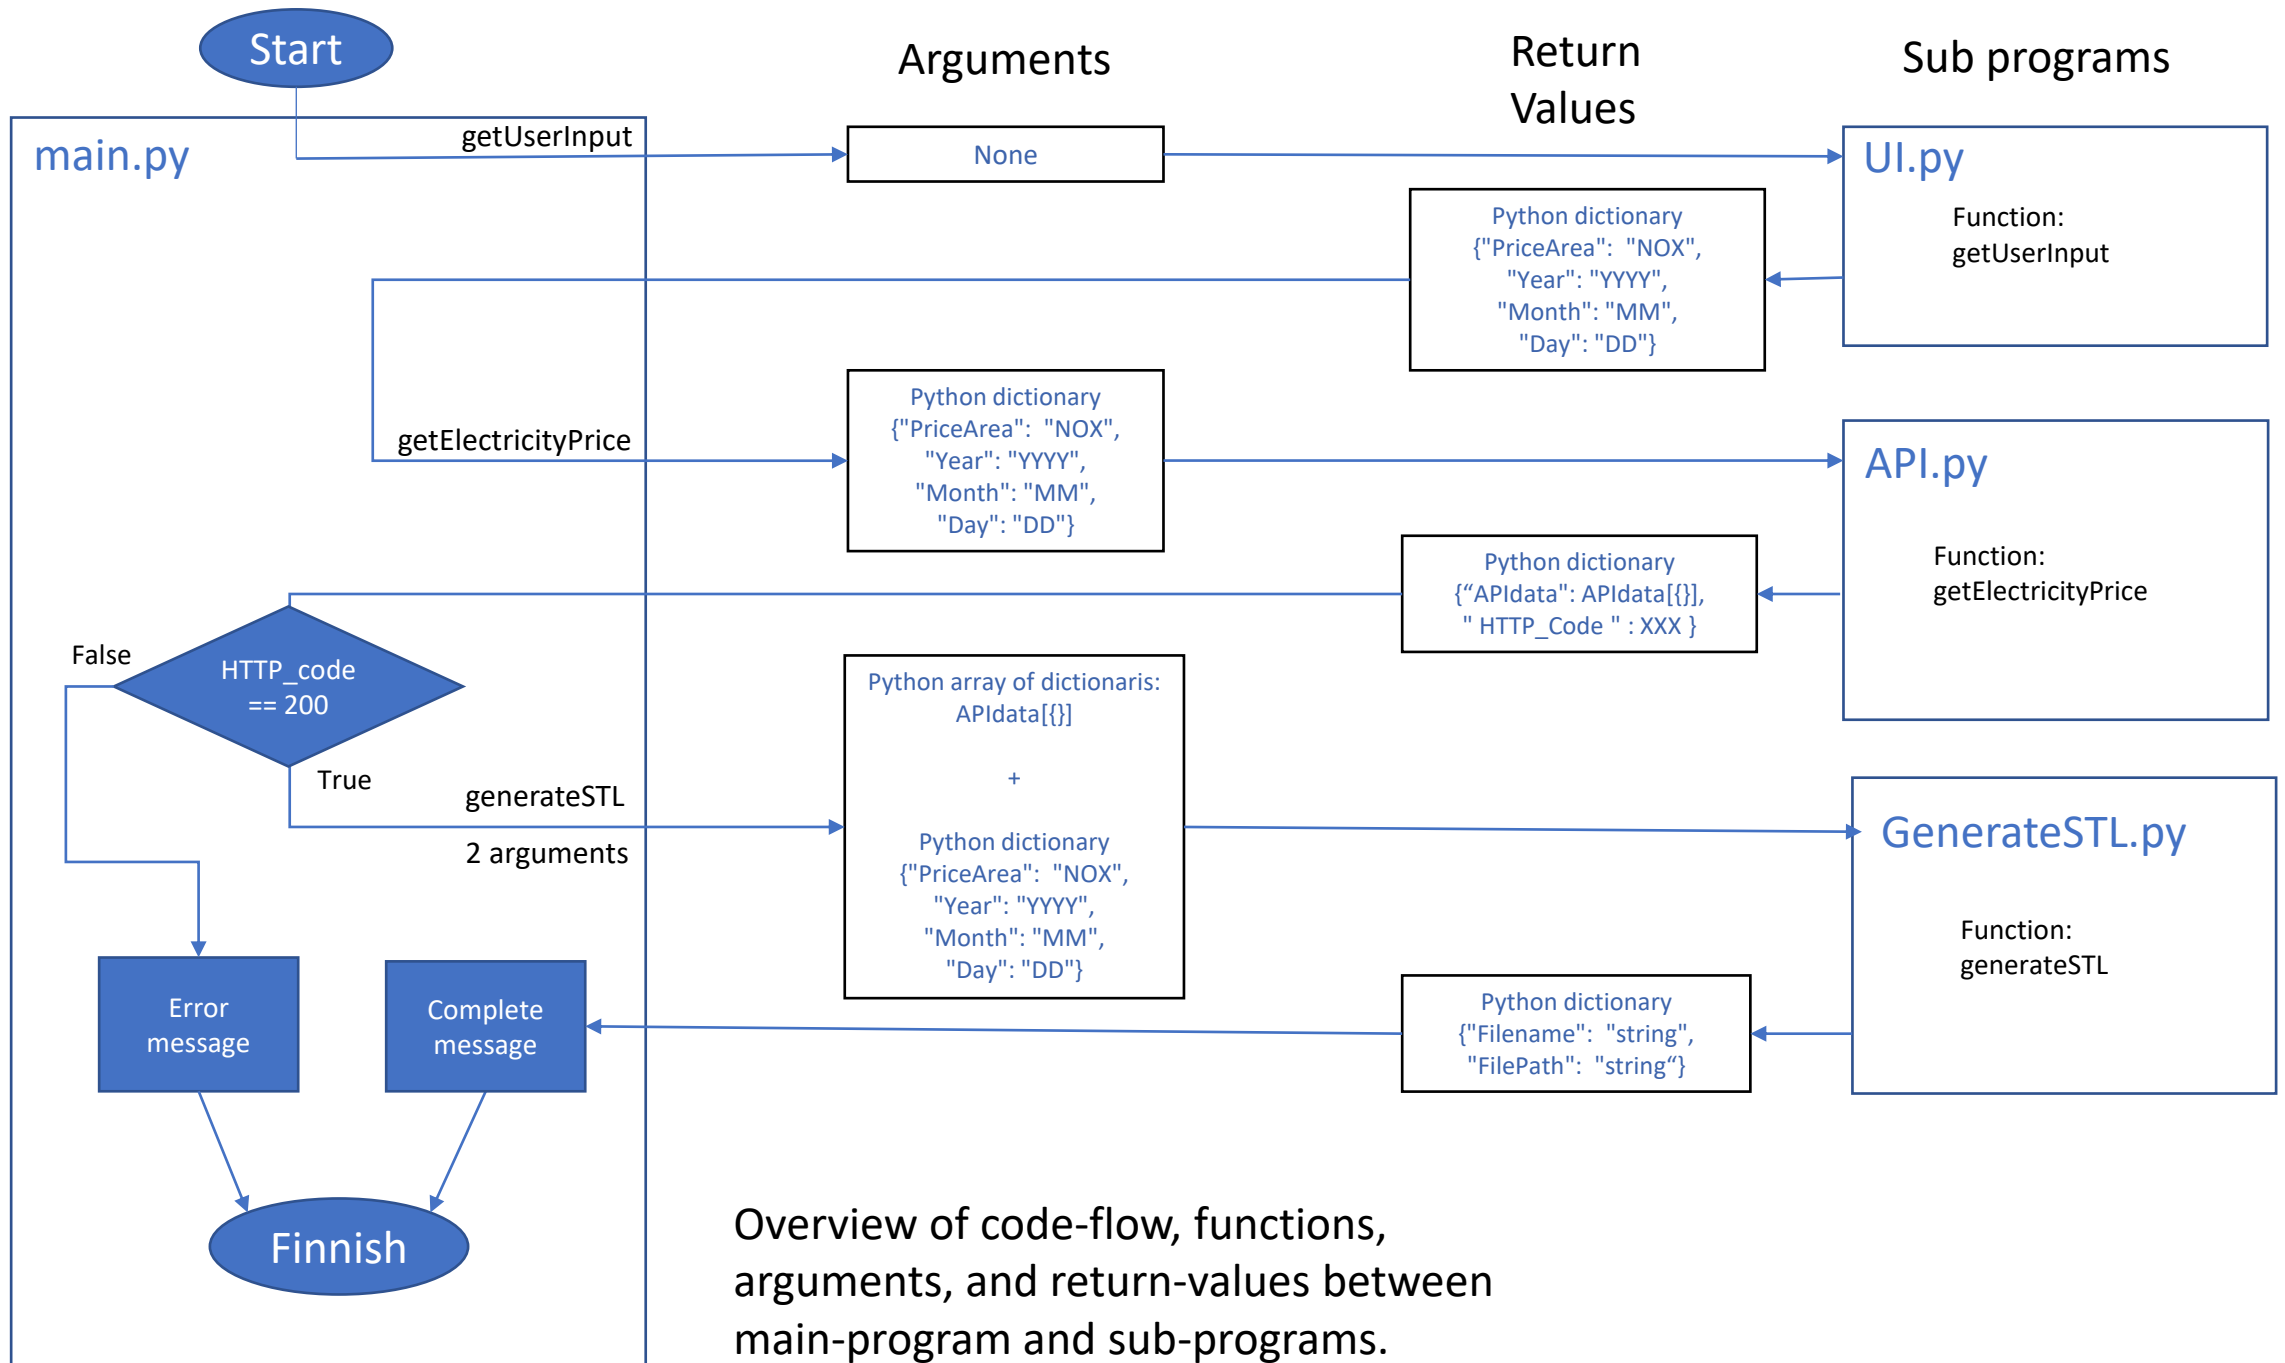 Start
Arguments
Return
Values
Sub programs
main.py
getUserInput
None
UI.py
Function:
getUserInput
Python dictionary
{"PriceArea":  "NOX",
"Year": "YYYY",
"Month": "MM",
"Day": "DD"}
getElectricityPrice
Python dictionary
{"PriceArea":  "NOX",
"Year": "YYYY",
"Month": "MM",
"Day": "DD"}
API.py
Function:
getElectricityPrice
Python dictionary
{“APIdata": APIdata[{}],
" HTTP_Code " : XXX }
False
HTTP_code
== 200
True
generateSTL
2 arguments
Python array of dictionaris:
APIdata[{}]
+
Python dictionary
{"PriceArea":  "NOX",
"Year": "YYYY",
"Month": "MM",
"Day": "DD"}
GenerateSTL.py
Function:
generateSTL
Python dictionary
{"Filename":  "string",
"FilePath":  "string“}
Error
message
Complete
message
Finnish
Overview of code-flow, functions,
arguments, and return-values between
main-program and sub-programs.